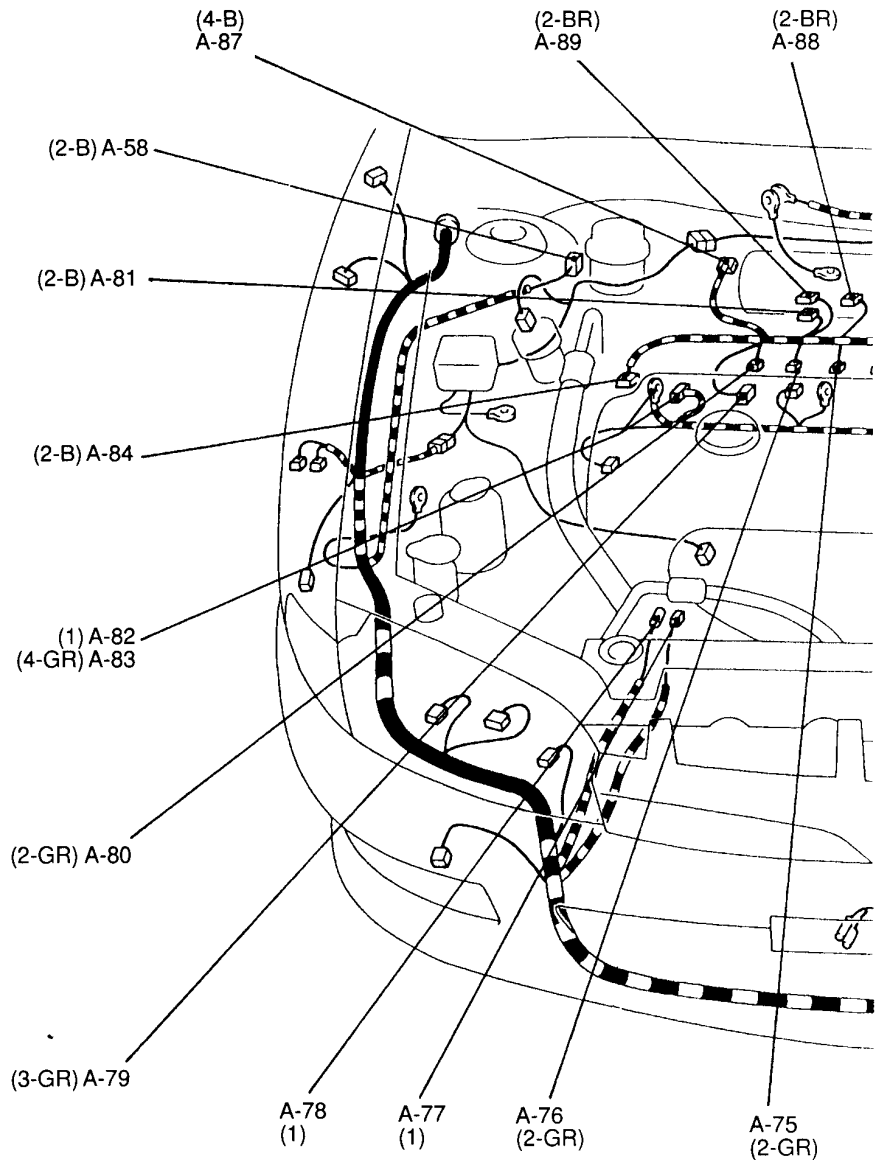 (4-B)
A-87
(2-BR)
A-89
(2-BR)
A-88
(2-B) A-58
(2-B) A-81
(2-B) A-84
(1) A-82
(4-GR) A-83
(2-GR) A-80
(3-GR) A-79
A-78
(1)
A-77
(1)
A-76
(2-GR)
A-75
(2-GR)